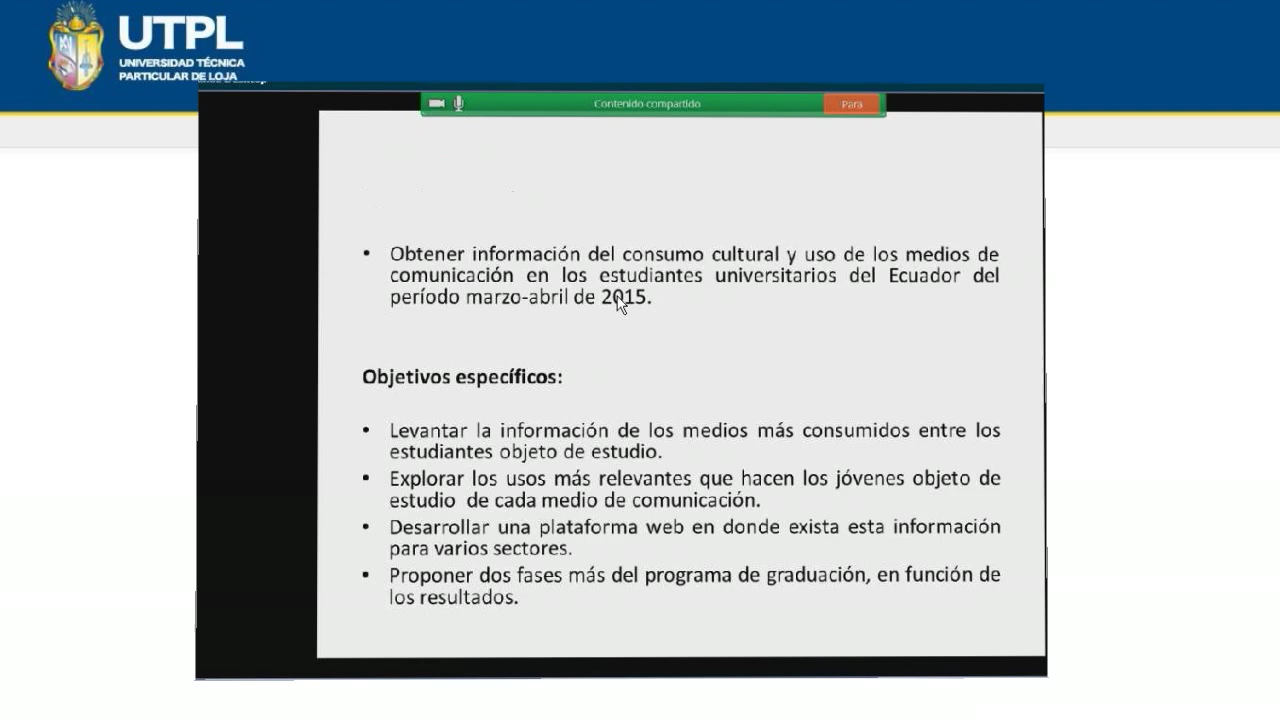 UTPL
UNIVERSIDAD TÉCNICA
PARTICULAR DE LOJA
Contenido compartido
Para
• Obtener información del consumo cultural y uso de los medios de
comunicación en los estudiantes universitarios del Ecuador del
período marzo-abril de 2015.
Objetivos específicos:
• Levantar la información de los medios más consumidos entre los
estudiantes objeto de estudio.
• Explorar los usos más relevantes que hacen los jóvenes objeto de
estudio de cada medio de comunicación.
• Desarrollar una plataforma web en donde exista esta información
para varios sectores.
• Proponer dos fases más del programa de graduación, en función de
los resultados.